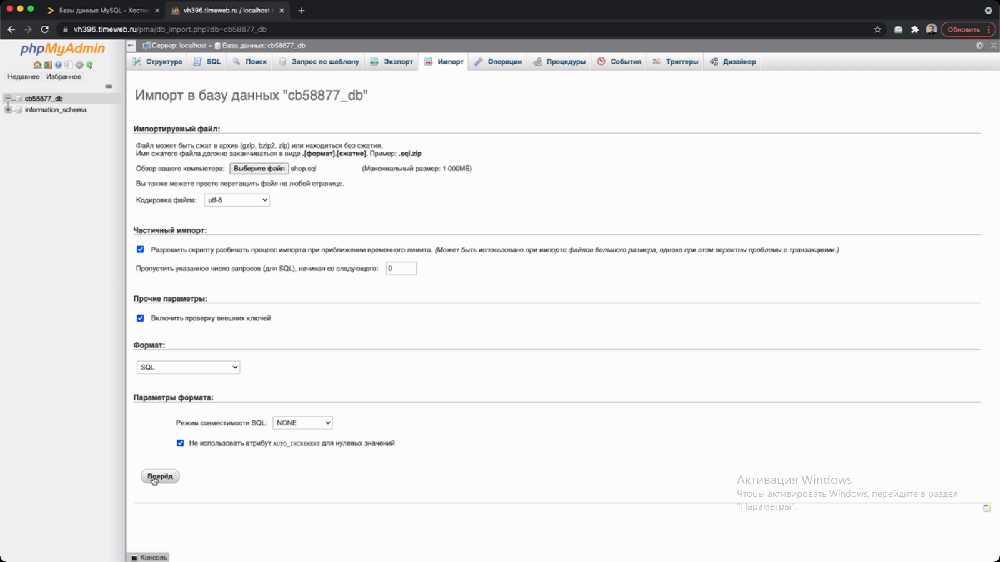 Базы данных MySQL - Хости
vh396.timeweb.ru / localhost /
vh396.timeweb.ru/pma/db_import.php?db=cb58877_db
Обновить
phpMyAdmin
Недавнее Избранное
cb58877_db
information_schema
Сервер: localhost » База данных: cb58877_db
Структура SQL Поиск Запрос по шаблону Экспорт Импорт Операции Процедуры События Триггеры Дизайнер
Импорт в базу данных "cb58877_db"
Импортируемый файл:
Файл может быть сжат в архив (gzip, bzip2, zip) или находиться без сжатия.
Имя сжатого файла должно заканчиваться в виде .[формат].[сжатие]. Пример: .sql.zip
Обзор вашего компьютера: Выберите файл shop.sql (Максимальный размер: 1 000МБ)
Вы также можете просто перетащить файл на любой странице.
Кодировка файла: utf-8
Частичный импорт:
Разрешить скрипту разбивать процесс импорта при приближении временного лимита. (Может быть использовано при импорте файлов большого размера, однако при этом вероятны проблемы с транзакциями.)
Пропустить указанное число запросов (для SQL), начиная со следующего: 0
Прочие параметры:
Включить проверку внешних ключей
Формат:
SQL
Параметры формата:
Режим совместимости SQL: NONE
Не использовать атрибут AUTO_INCREMENT для нулевых значений
Вперёд
Активация Windows
Чтобы активировать Windows, перейдите в раздел
"Параметры".
Консоль